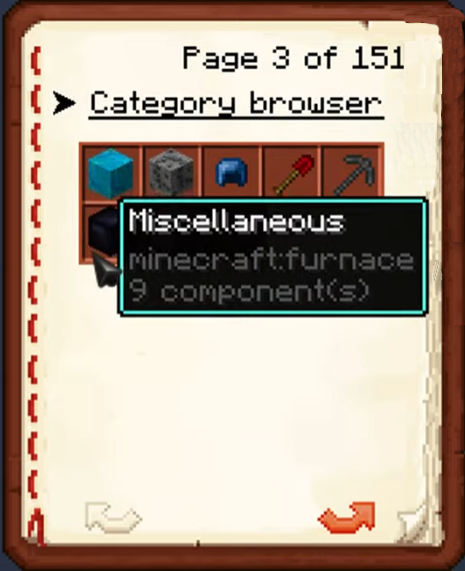 Page 3 of 151
Category browser
Miscellaneous
minecraft:furnace
9 component(s)